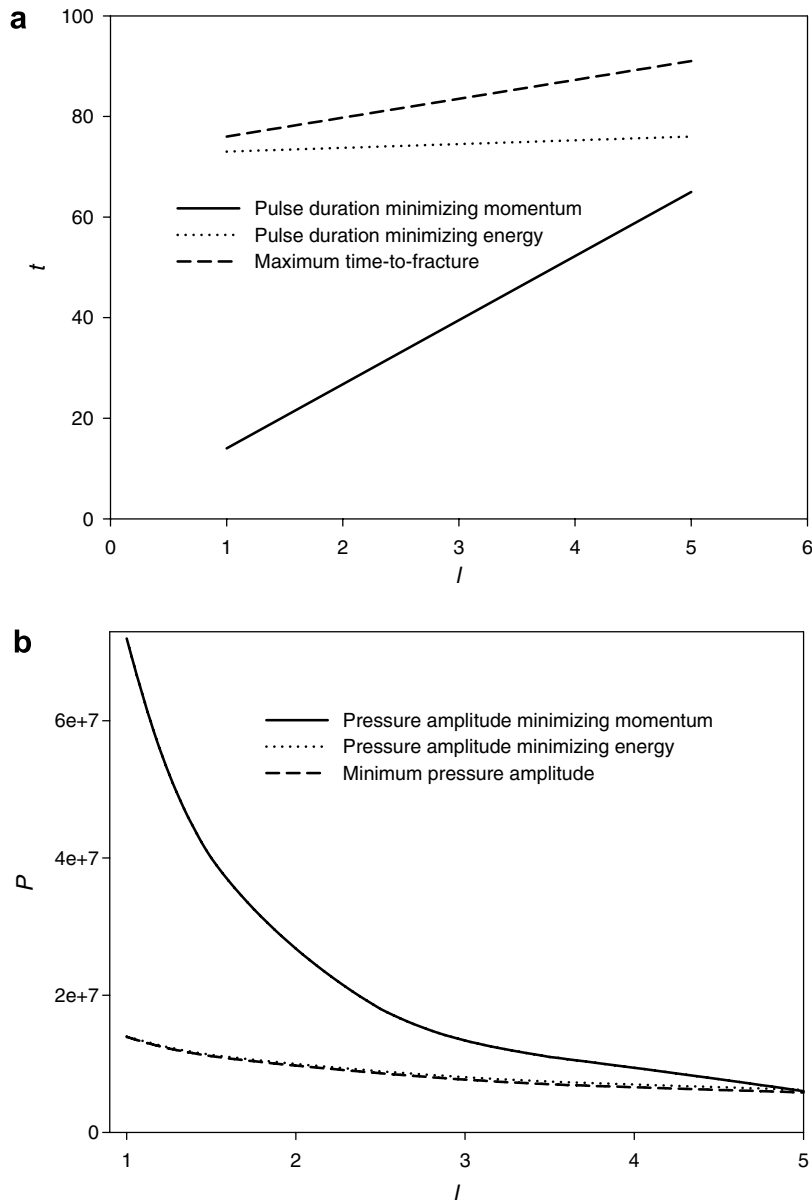 a
100
80
60
40
20
0
t
Pulse duration minimizing momentum
Pulse duration minimizing energy
Maximum time-to-fracture
0 1 2 3 4 5 6
l
b
6e+7
4e+7
2e+7
0
P
Pressure amplitude minimizing momentum
Pressure amplitude minimizing energy
Minimum pressure amplitude
1 2 3 4 5
l